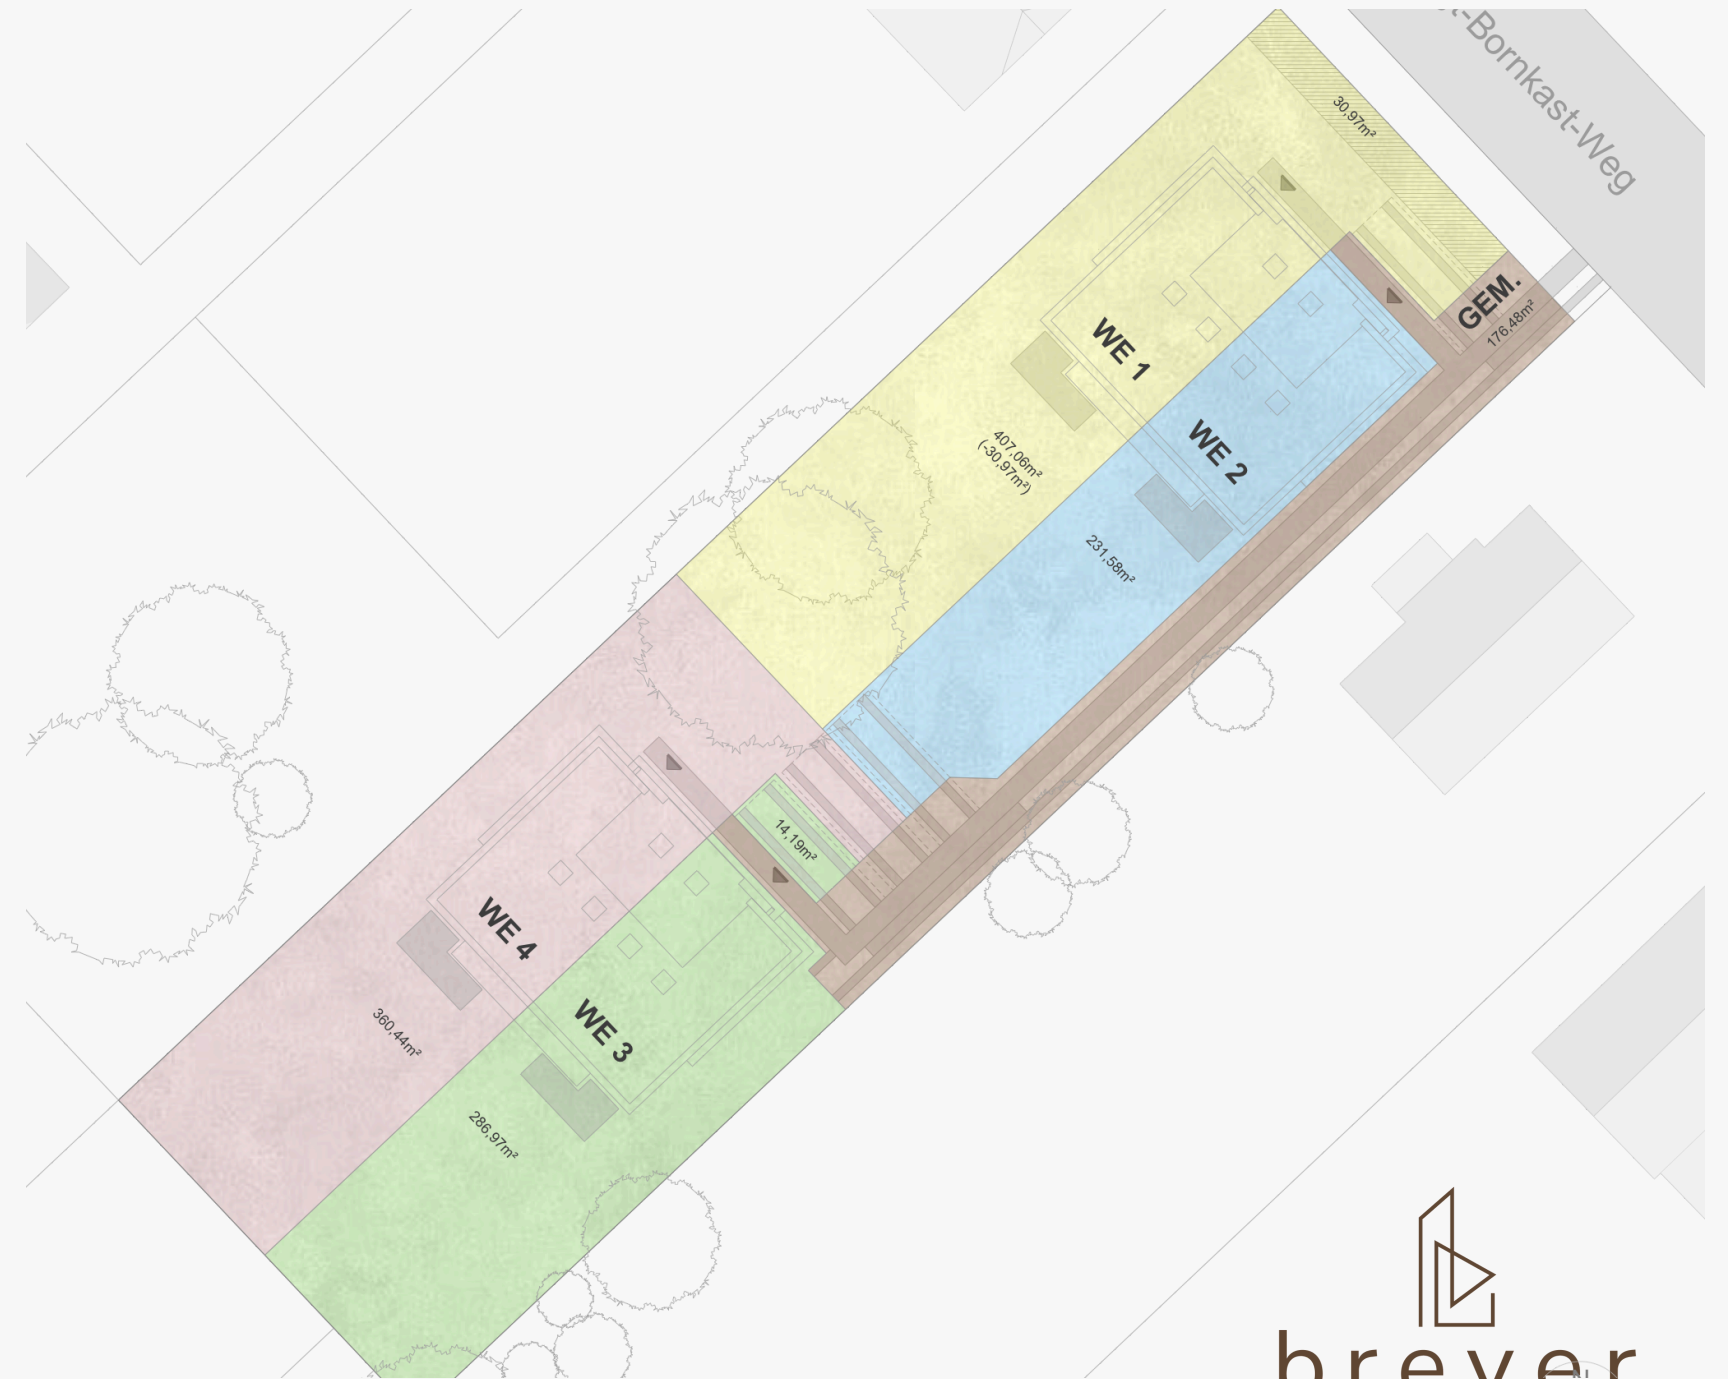 t-Bornkast-Weg
30,97m²
GEM.
176,48m²
WE 1
407,06m²
(-30,97m²)
WE 2
231,58m²
14,19m²
WE 4
360,44m²
WE 3
286,97m²
breyer